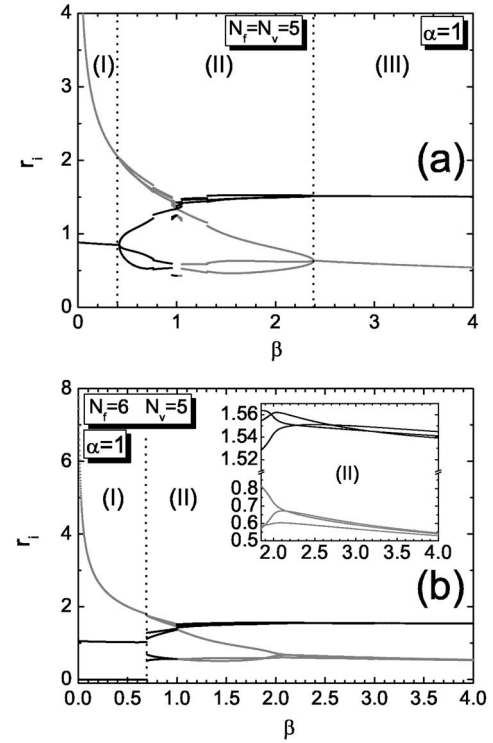 4
N_f=N_v=5
α=1
(I)
(II)
(III)
3
(a)
r_i
2
1
0
0
1
2
3
4
β
8
N_f=6 N_v=5
α=1
1.56
1.54
1.52
(II)
0.8
0.7
0.6
0.5
2.0
2.5
3.0
3.5
4.0
6
(I)
(II)
r_i
4
(b)
2
0
0.0
0.5
1.0
1.5
2.0
2.5
3.0
3.5
4.0
β